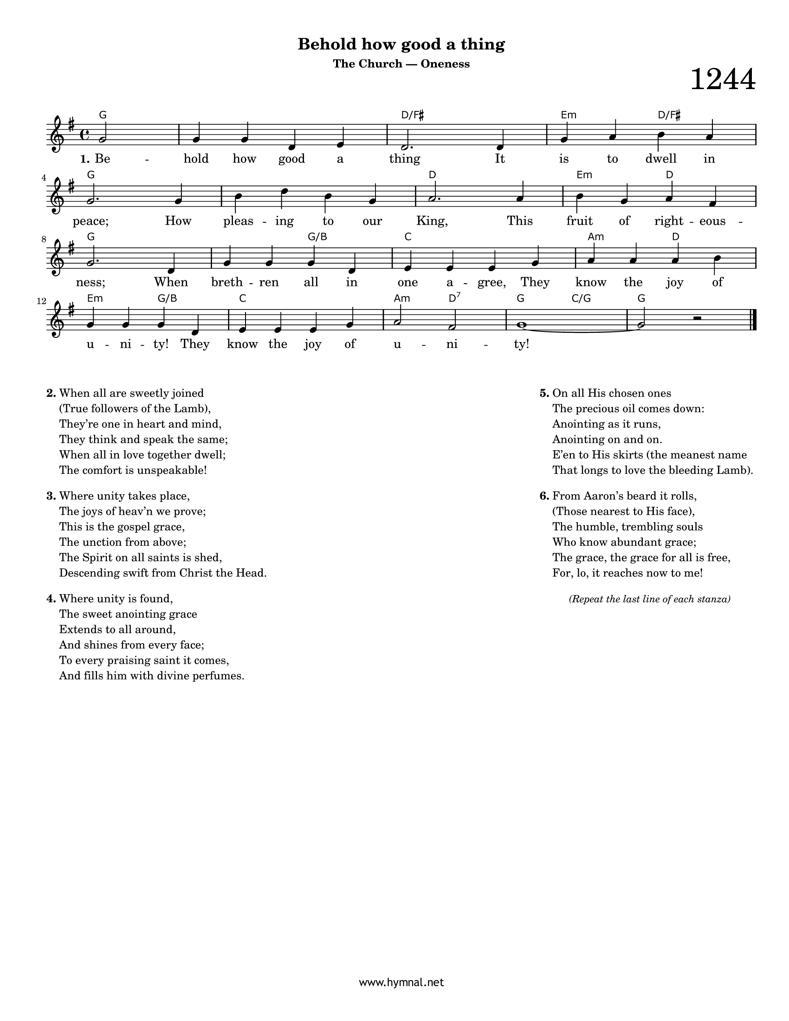 Behold how good a thing
The Church — Oneness
1244
G D/F♯ Em D/F♯
1. Be - hold how good a thing It is to dwell in
4 G D Em D
peace; How pleas - ing to our King, This fruit of right - eous -
8 G G/B C Am D
ness; When breth - ren all in one a - gree, They know the joy of
12 Em G/B C Am D7 G C/G G
u - ni - ty! They know the joy of u - ni - ty!
2. When all are sweetly joined
(True followers of the Lamb),
They're one in heart and mind,
They think and speak the same;
When all in love together dwell;
The comfort is unspeakable!
3. Where unity takes place,
The joys of heav'n we prove;
This is the gospel grace,
The unction from above;
The Spirit on all saints is shed,
Descending swift from Christ the Head.
4. Where unity is found,
The sweet anointing grace
Extends to all around,
And shines from every face;
To every praising saint it comes,
And fills him with divine perfumes.
5. On all His chosen ones
The precious oil comes down:
Anointing as it runs,
Anointing on and on.
E'en to His skirts (the meanest name
That longs to love the bleeding Lamb).
6. From Aaron's beard it rolls,
(Those nearest to His face),
The humble, trembling souls
Who know abundant grace;
The grace, the grace for all is free,
For, lo, it reaches now to me!
(Repeat the last line of each stanza)
www.hymnal.net